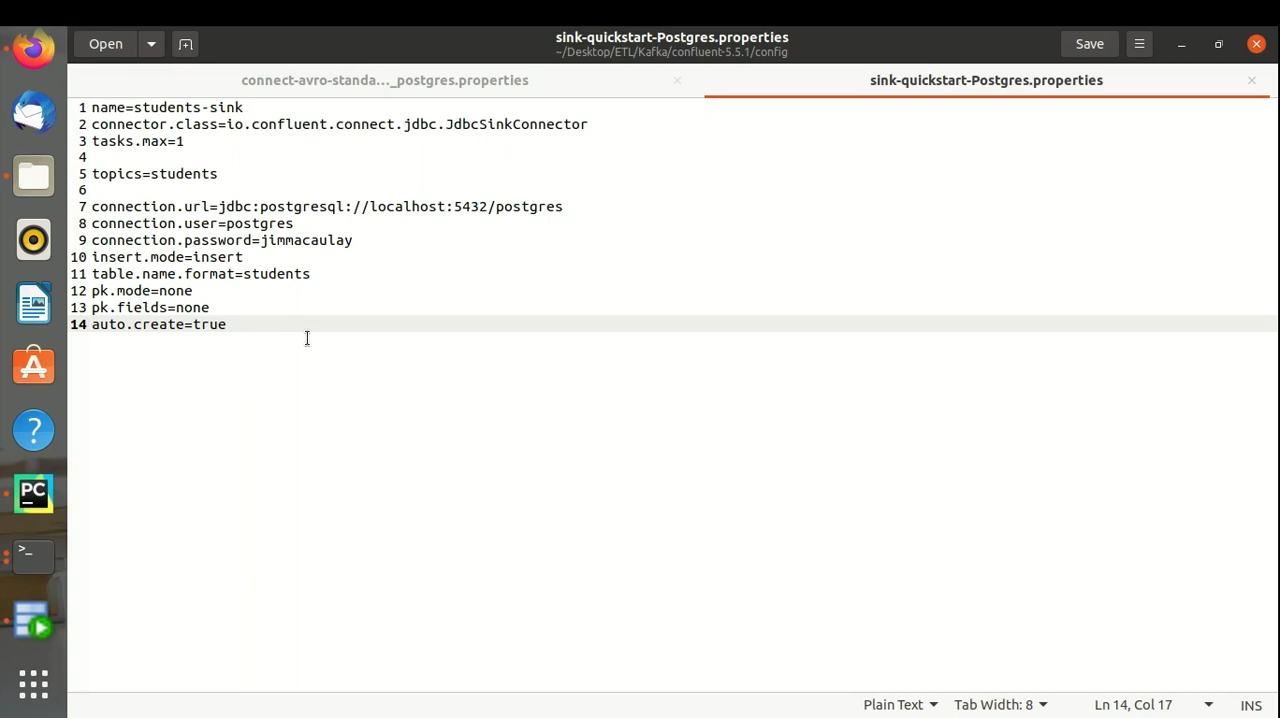 Open
sink-quickstart-Postgres.properties
~/Desktop/ETL/Kafka/confluent-5.5.1/config
Save
connect-avro-standa..._postgres.properties
sink-quickstart-Postgres.properties
1 name=students-sink
2 connector.class=io.confluent.connect.jdbc.JdbcSinkConnector
3 tasks.max=1
4
5 topics=students
6
7 connection.url=jdbc:postgresql://localhost:5432/postgres
8 connection.user=postgres
9 connection.password=jimmacaulay
10 insert.mode=insert
11 table.name.format=students
12 pk.mode=none
13 pk.fields=none
14 auto.create=true
PC
>_
Plain Text Tab Width: 8 Ln 14, Col 17 INS